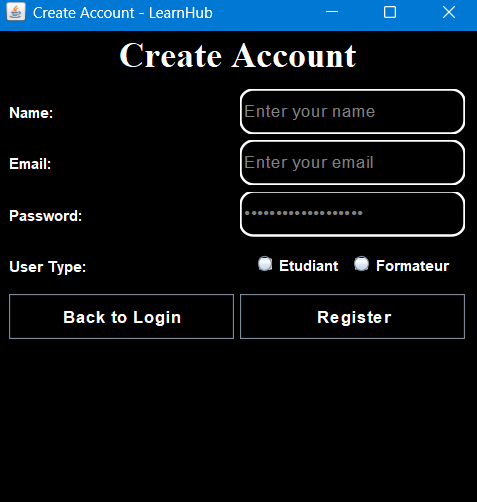 Create Account - LearnHub
Create Account
Name: Enter your name
Email: Enter your email
Password: •••••••••••••••••••
User Type: Etudiant Formateur
Back to Login Register